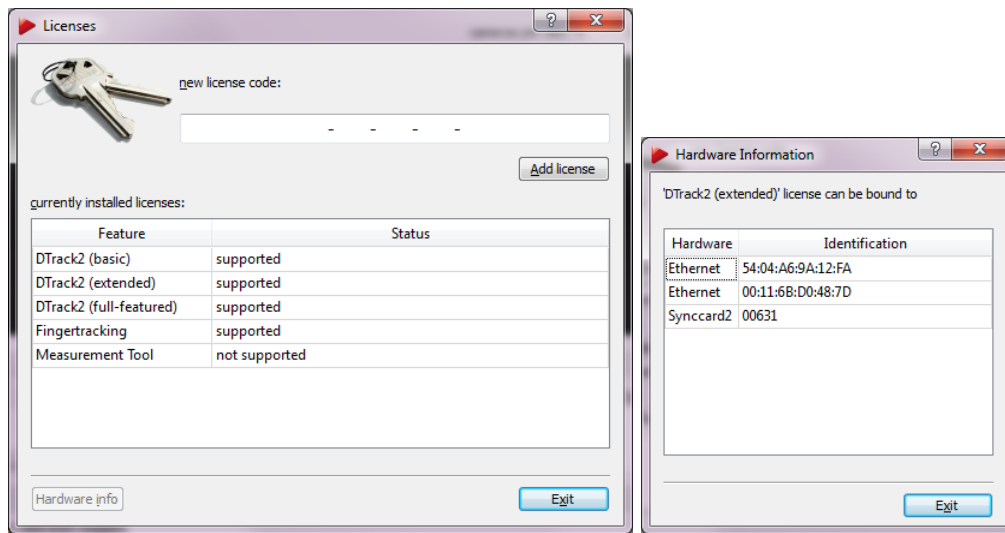 Licenses
new license code:
- - - -
Add license
currently installed licenses:
Feature Status
DTrack2 (basic) supported
DTrack2 (extended) supported
DTrack2 (full-featured) supported
Fingertracking supported
Measurement Tool not supported
Hardware info Exit
Hardware Information
'DTrack2 (extended)' license can be bound to
Hardware Identification
Ethernet 54:04:A6:9A:12:FA
Ethernet 00:11:6B:D0:48:7D
Synccard2 00631
Exit